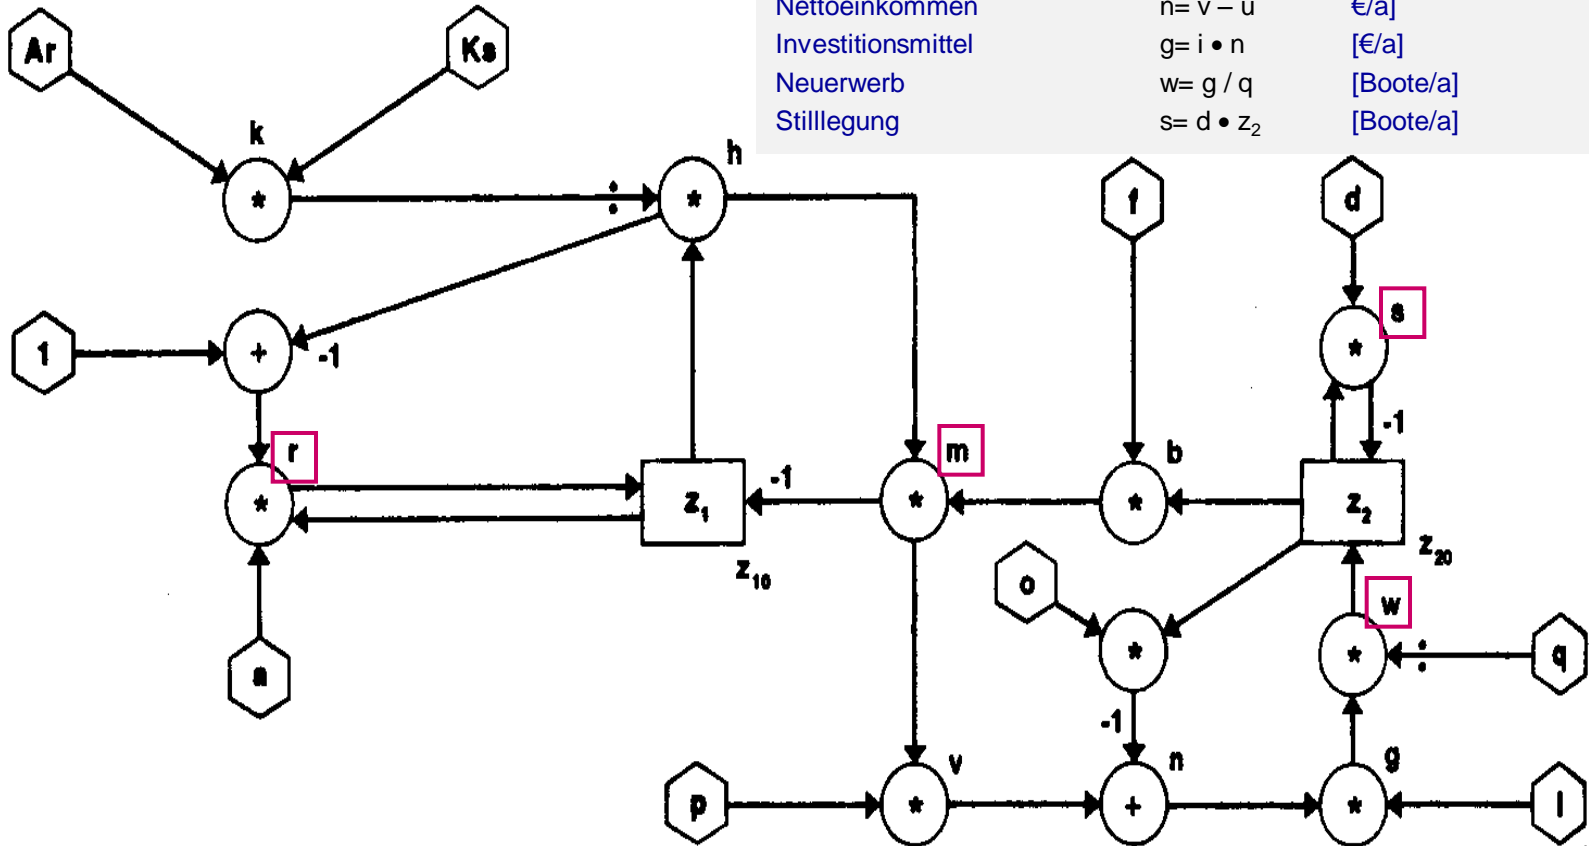 Nettoeinkommen n= v – u €/a]
Investitionsmittel g= i • n [€/a]
Neuerwerb w= g / q [Boote/a]
Stilllegung s= d • z₂ [Boote/a]
Ar
Ks
k
*
:
h
*
f
d
s
*
1
+
-1
-1
r
*
z₁
z₁₀
-1
m
*
b
*
z₂
z₂₀
o
*
w
*
:
q
a
-1
p
v
*
n
+
g
*
I